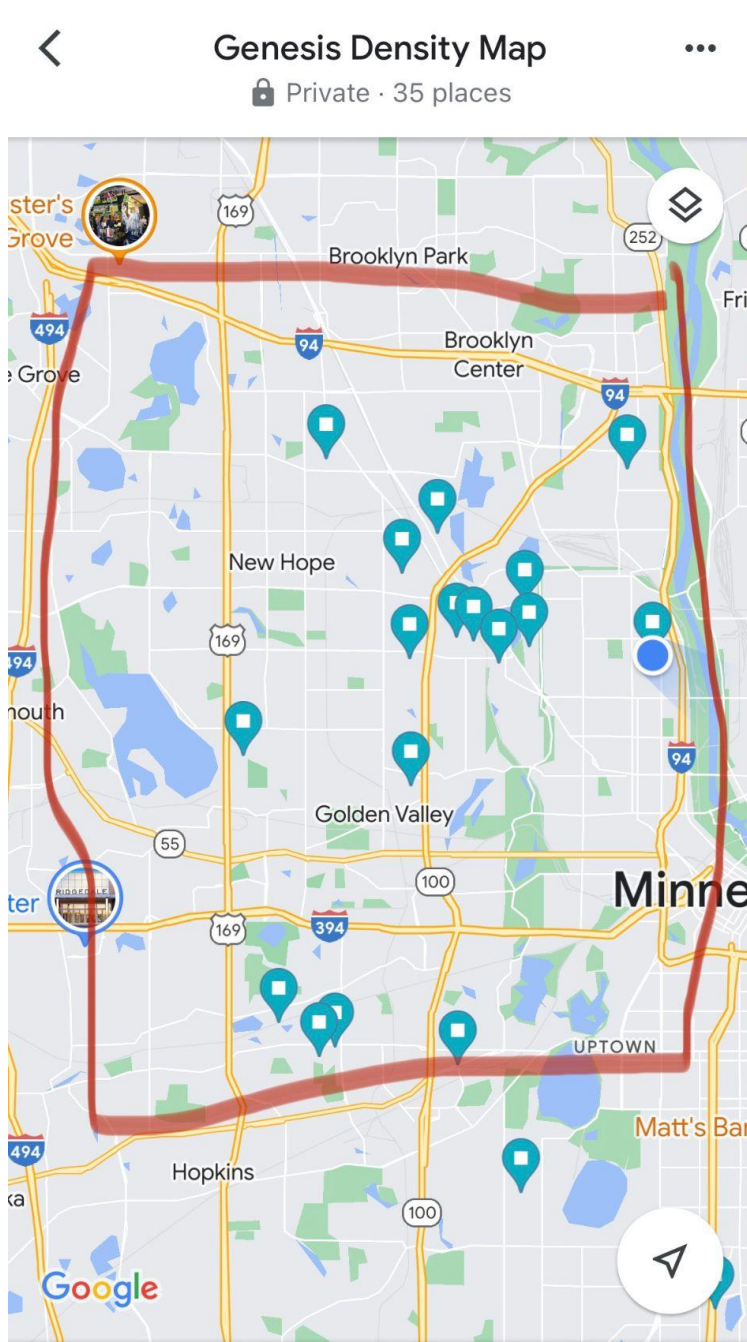 Genesis Density Map
Private · 35 places
ster's
Grove
169
252
Brooklyn Park
Fri
494
94
Brooklyn
Center
e Grove
94
New Hope
169
494
mouth
94
Golden Valley
55
100
RIDGEDALE
Minne
ter
169
394
UPTOWN
Matt's Bar
494
Hopkins
ka
100
Google